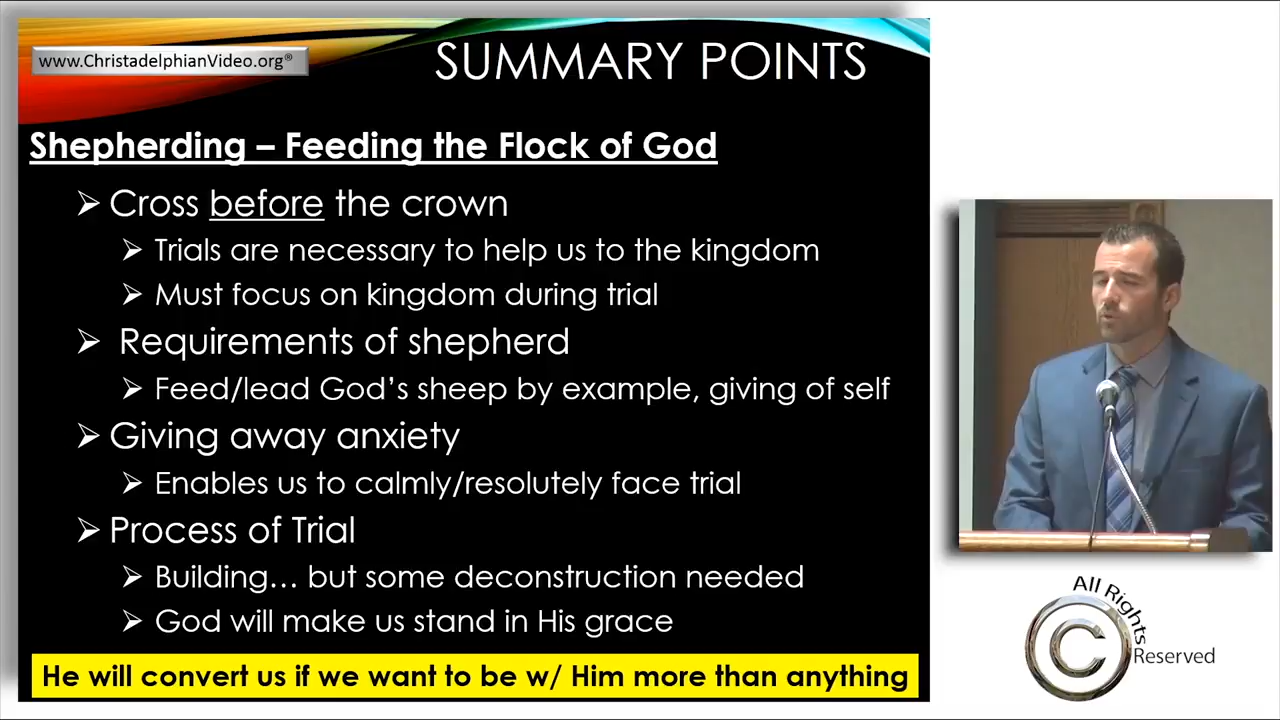 www.ChristadelphianVideo.org®
SUMMARY POINTS
Shepherding – Feeding the Flock of God
Cross before the crown
Trials are necessary to help us to the kingdom
Must focus on kingdom during trial
Requirements of shepherd
Feed/lead God's sheep by example, giving of self
Giving away anxiety
Enables us to calmly/resolutely face trial
Process of Trial
Building... but some deconstruction needed
God will make us stand in His grace
He will convert us if we want to be w/ Him more than anything
All Rights
©
Reserved